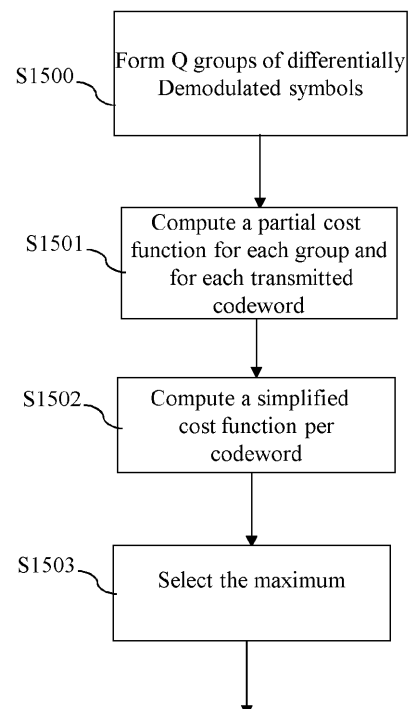 S1500
Form Q groups of differentially
Demodulated symbols
S1501
Compute a partial cost
function for each group and
for each transmitted
codeword
S1502
Compute a simplified
cost function per
codeword
S1503
Select the maximum